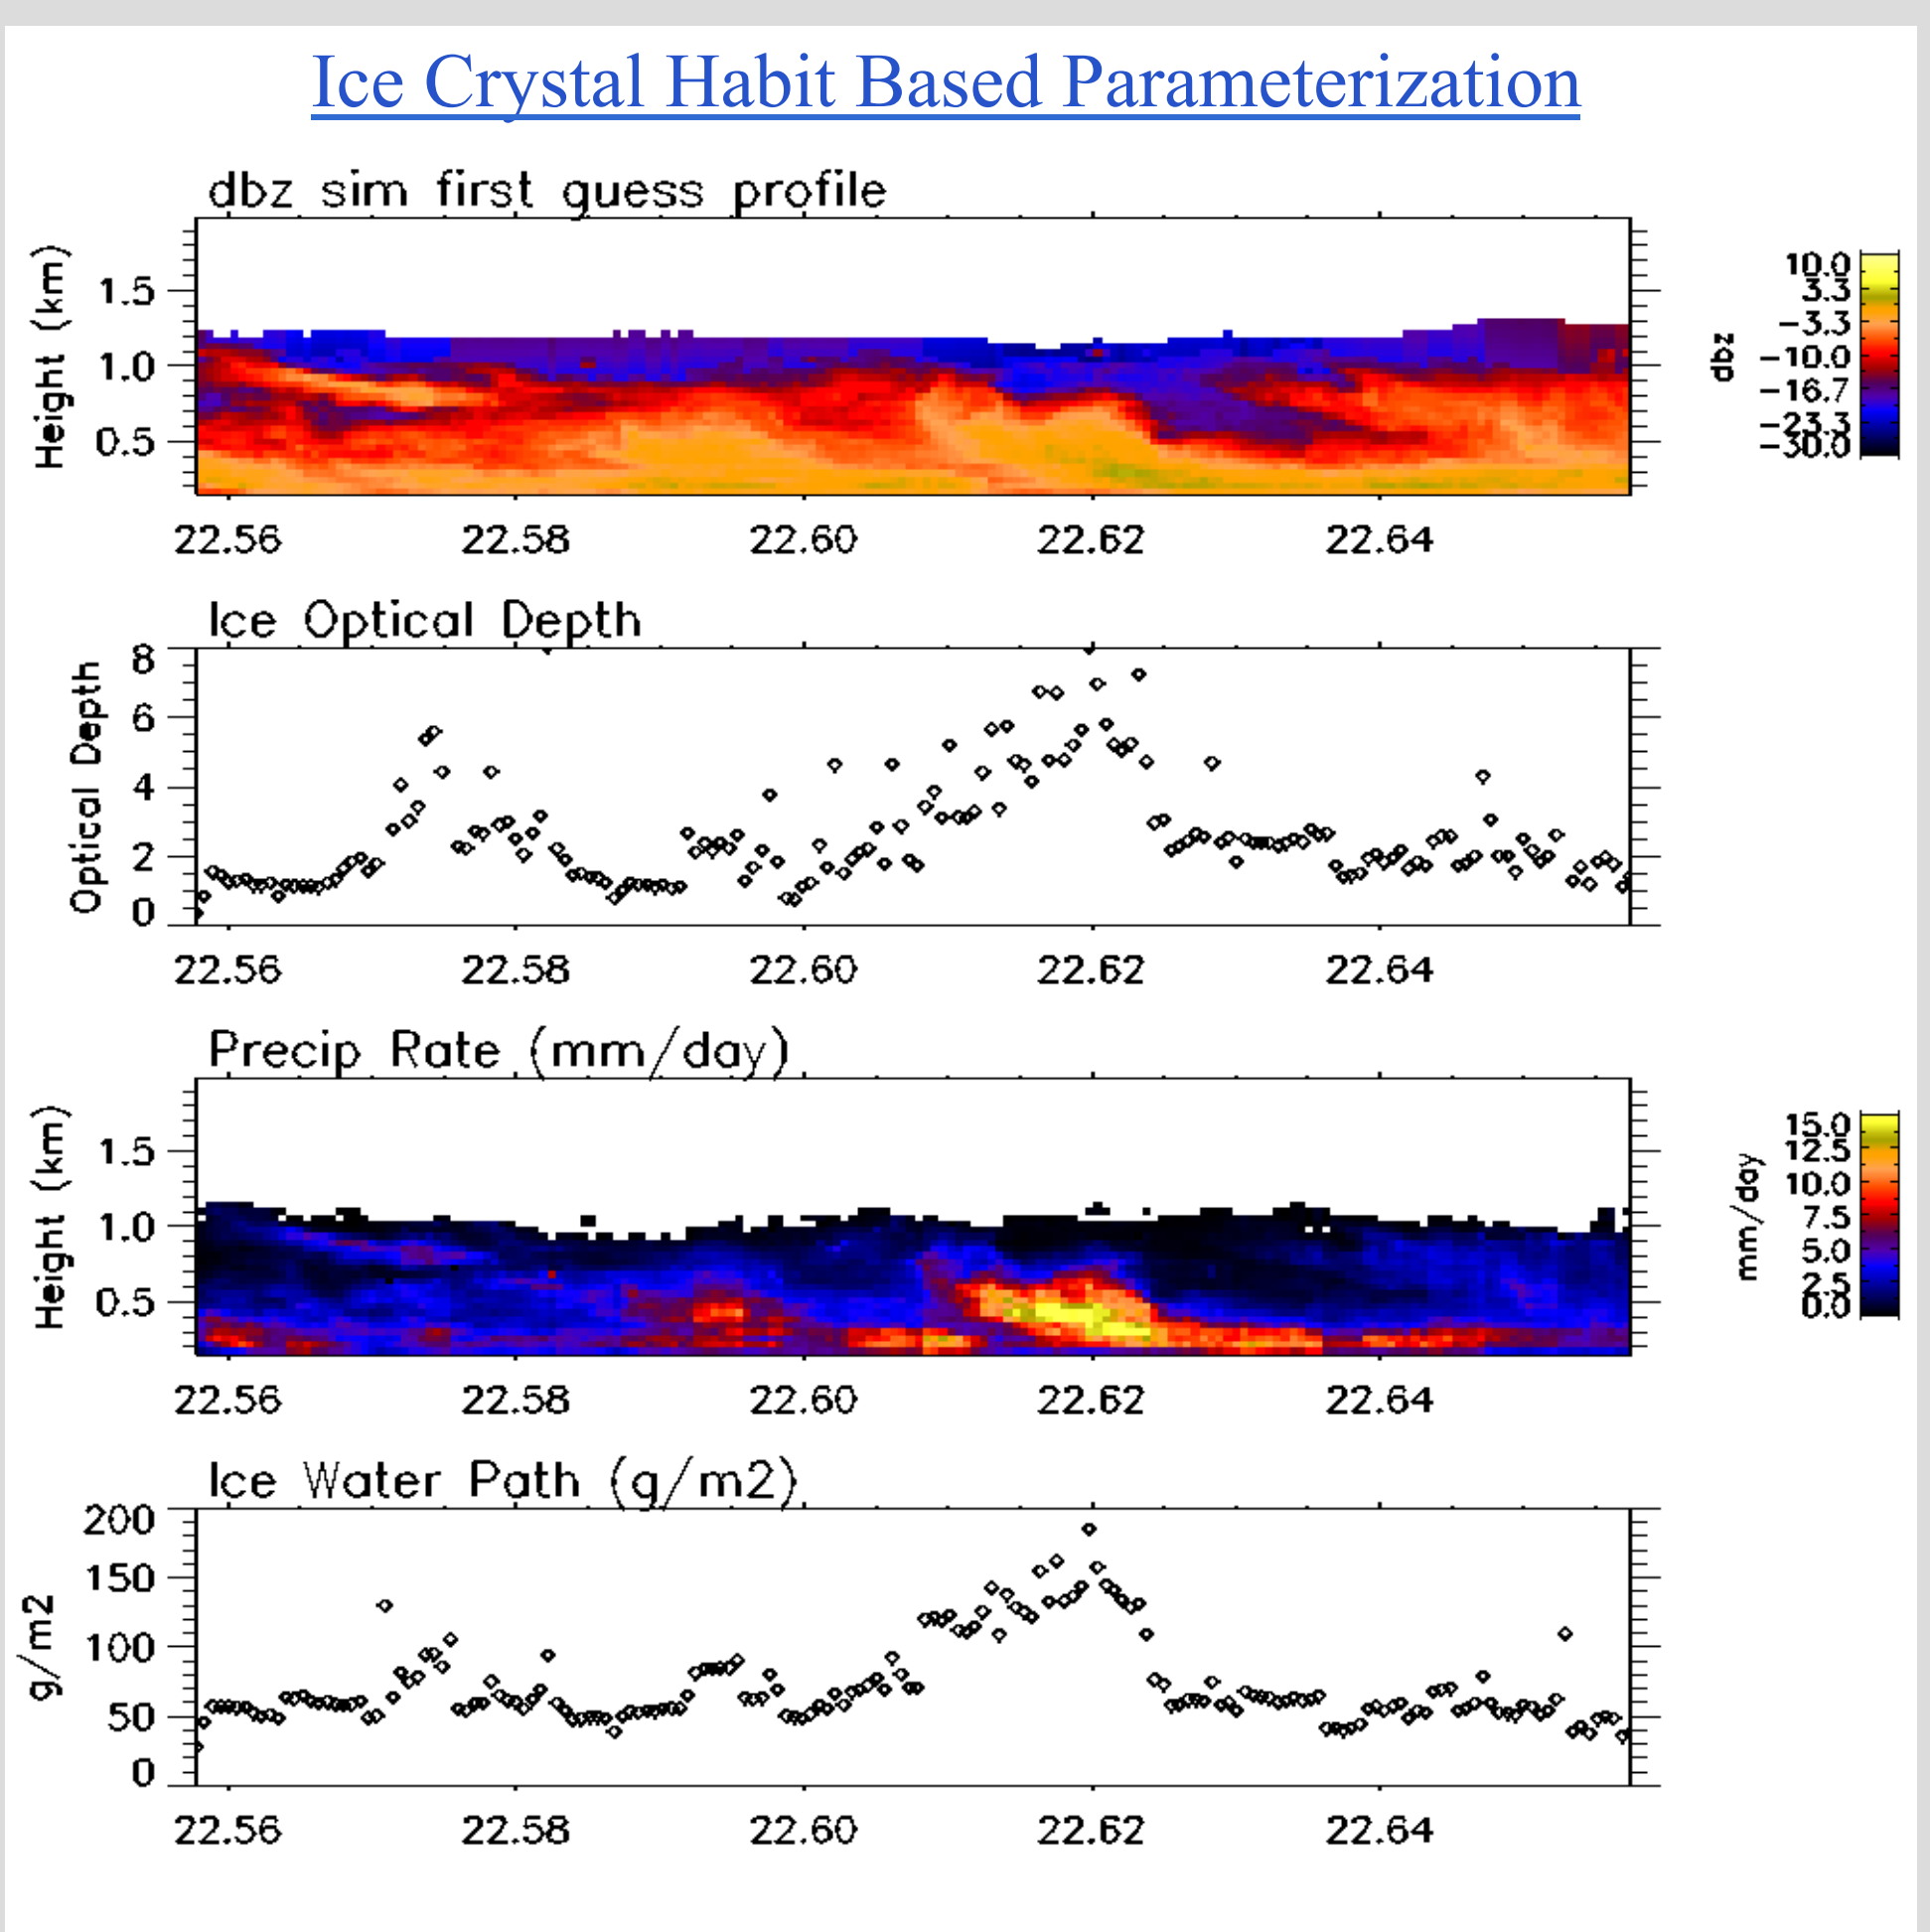 Ice Crystal Habit Based Parameterization
dbz sim first guess profile
Height (km)
1.5
1.0
0.5
22.56 22.58 22.60 22.62 22.64
dbz
10.0
3.3
-3.3
-10.0
-16.7
-23.3
-30.0
Ice Optical Depth
Optical Depth
8
6
4
2
0
22.56 22.58 22.60 22.62 22.64
Precip Rate (mm/day)
Height (km)
1.5
1.0
0.5
22.56 22.58 22.60 22.62 22.64
mm/day
15.0
12.5
10.0
7.5
5.0
2.5
0.0
Ice Water Path (g/m2)
g/m2
200
150
100
50
0
22.56 22.58 22.60 22.62 22.64